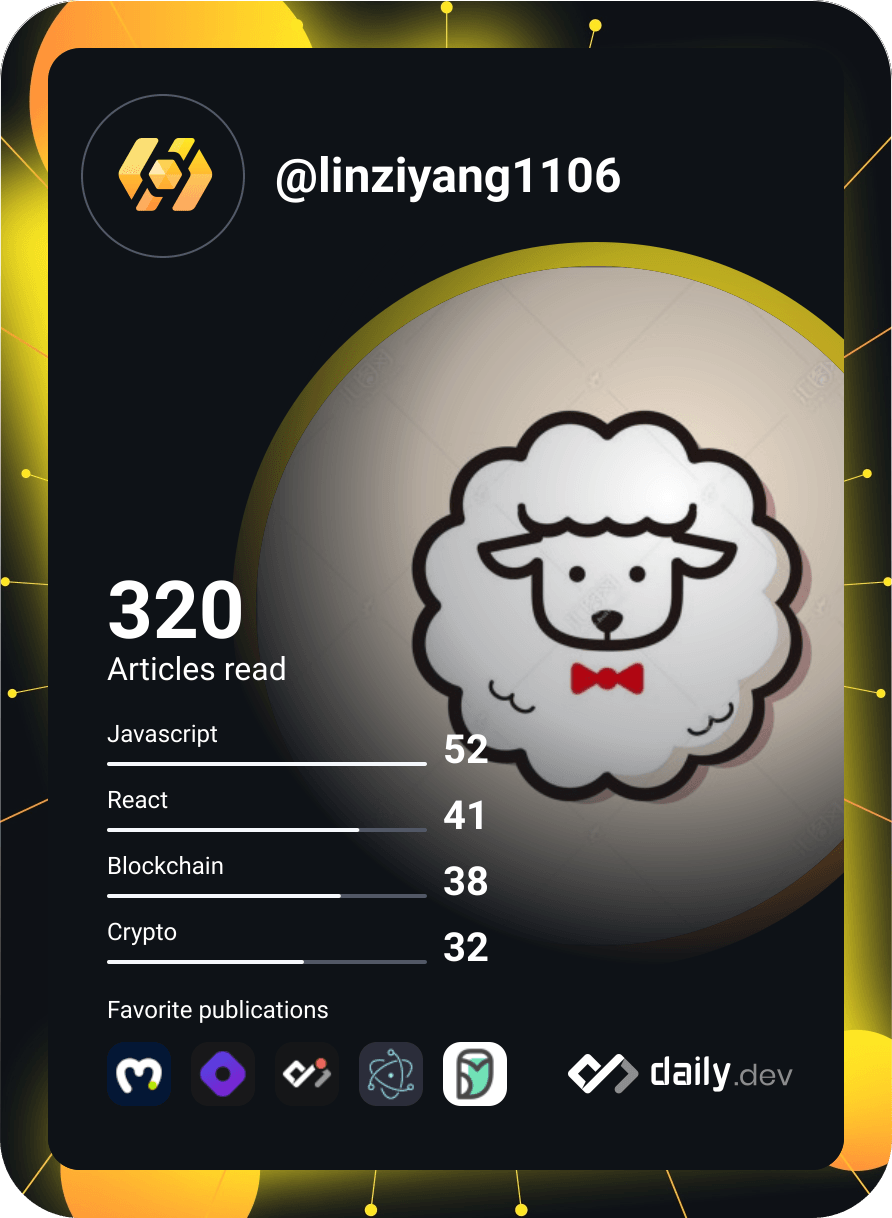 @linziyang1106
320
Articles read
Javascript
52
React
41
Blockchain
38
Crypto
32
Favorite publications
daily.dev